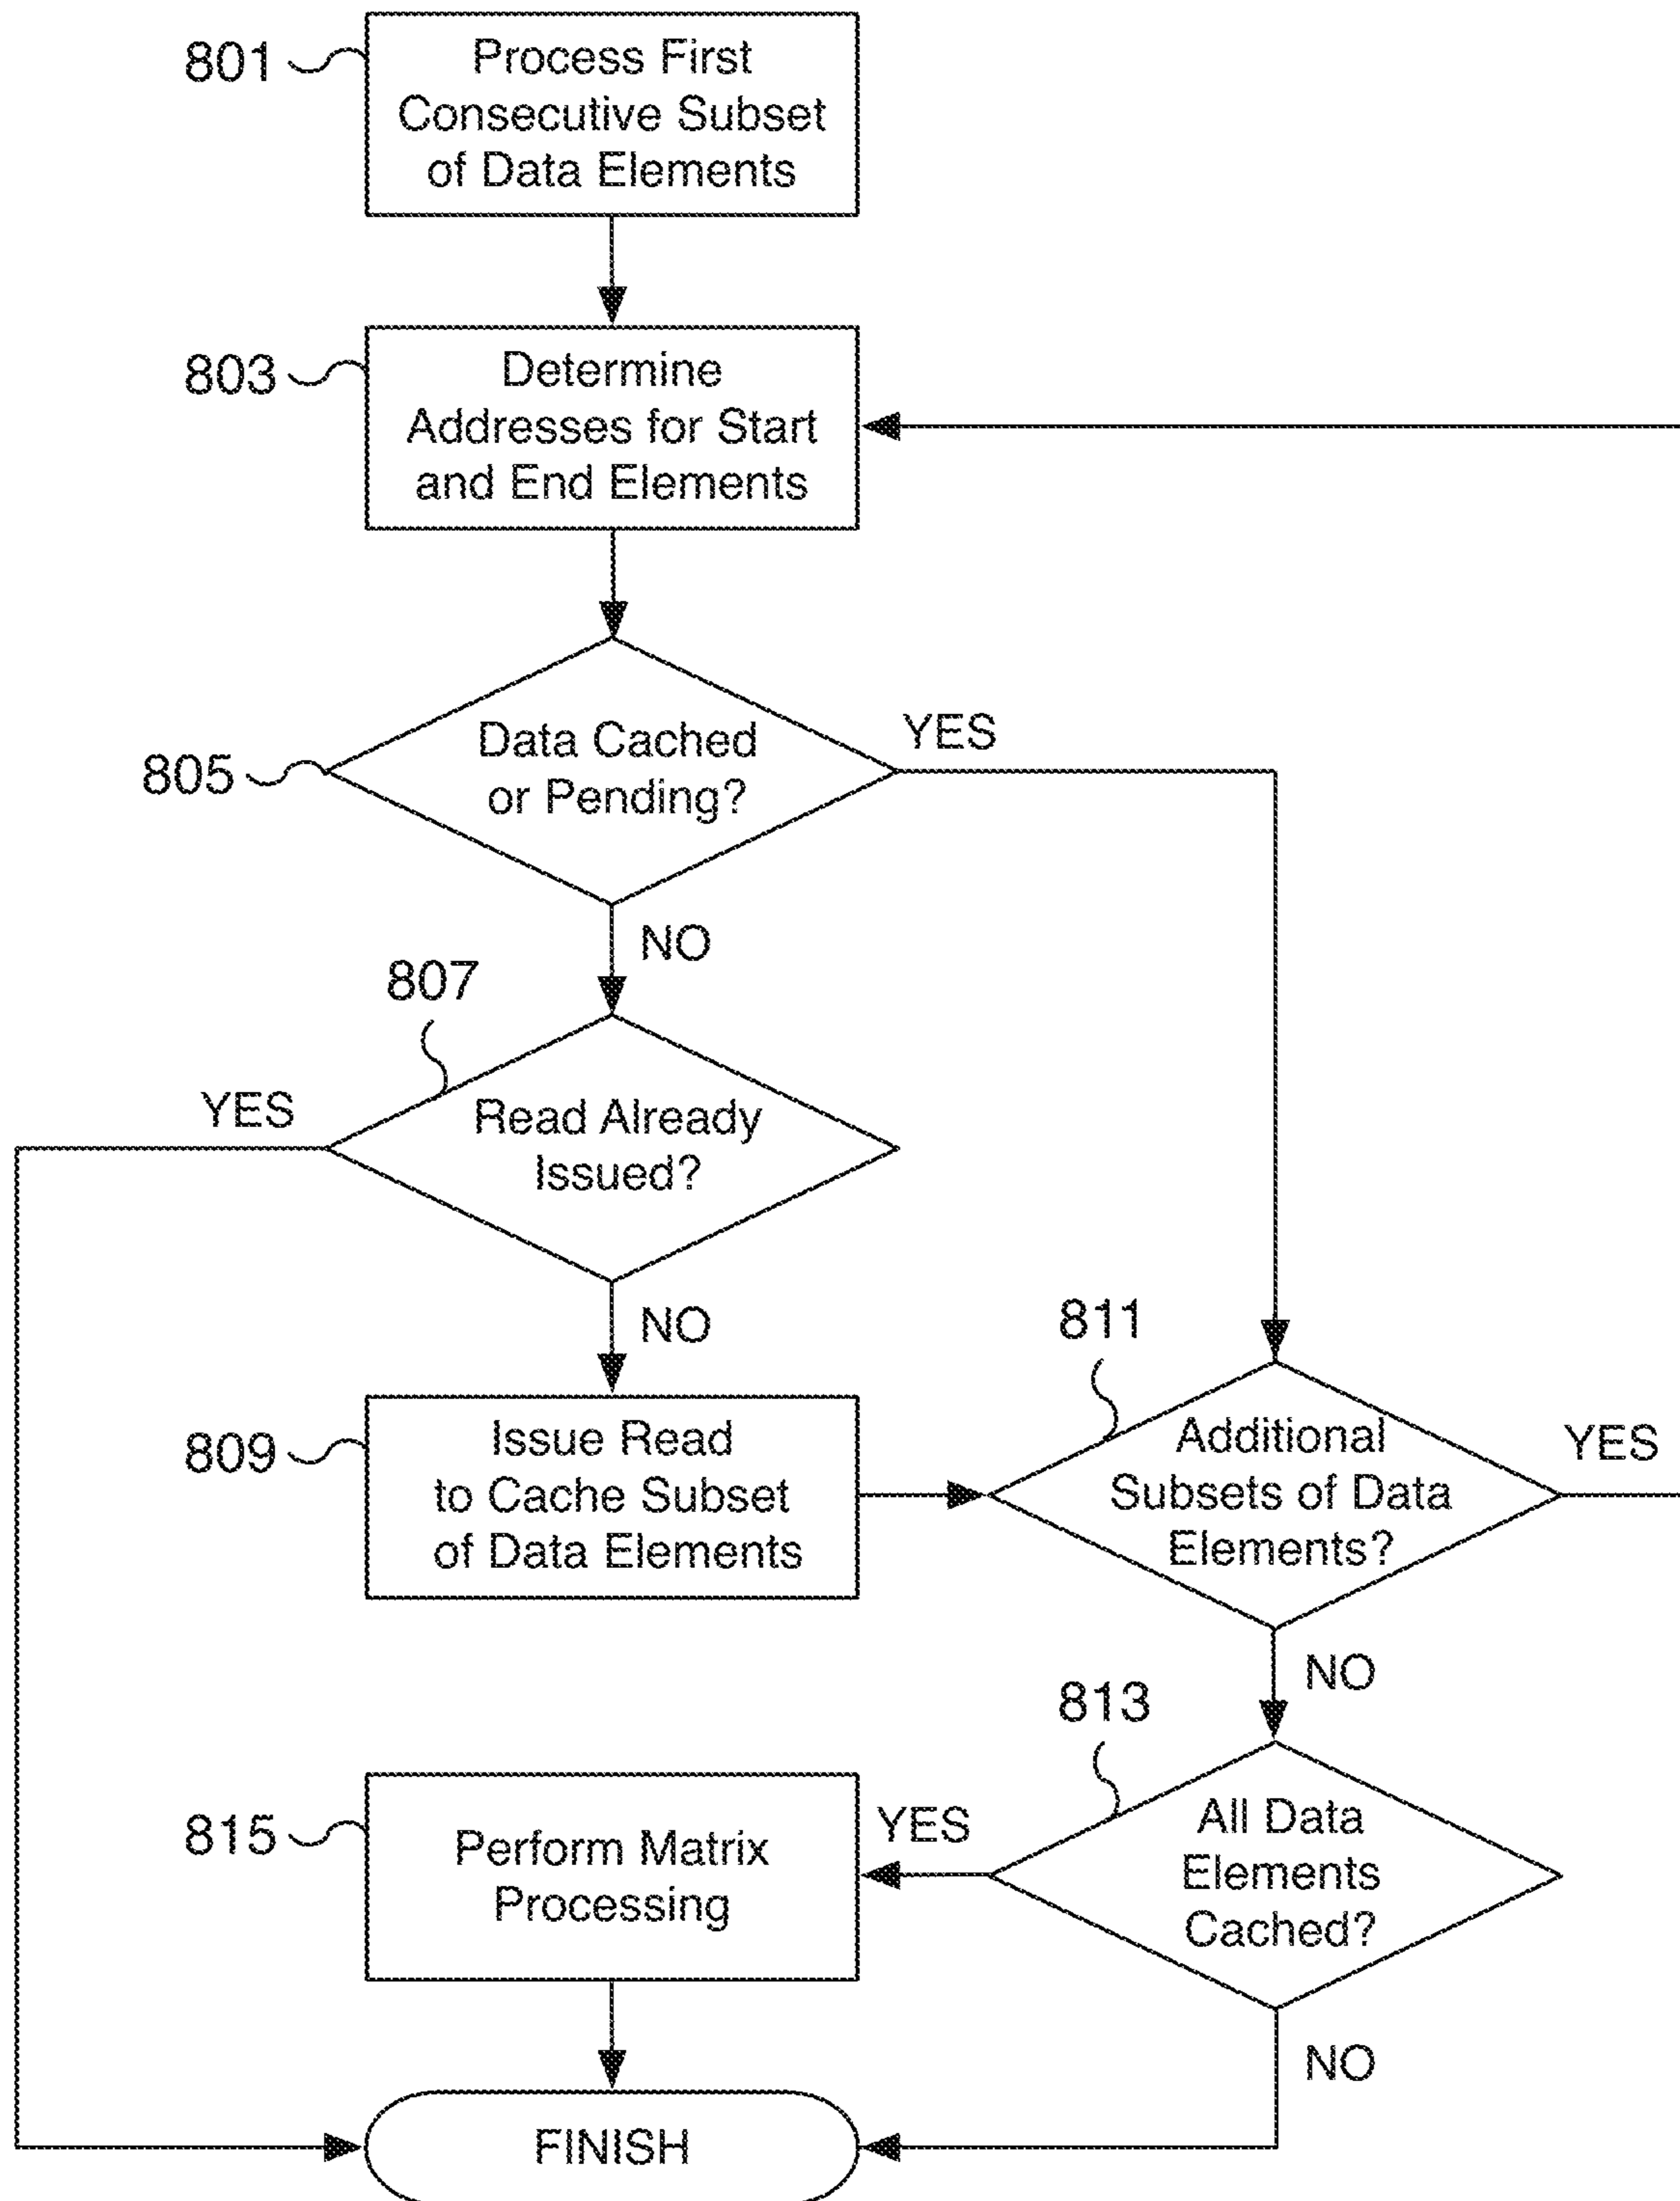 801
Process First
Consecutive Subset
of Data Elements
803
Determine
Addresses for Start
and End Elements
805
Data Cached
or Pending?
YES
NO
807
YES
Read Already
Issued?
NO
809
Issue Read
to Cache Subset
of Data Elements
811
Additional
Subsets of Data
Elements?
YES
NO
813
All Data
Elements
Cached?
YES
815
Perform Matrix
Processing
NO
FINISH